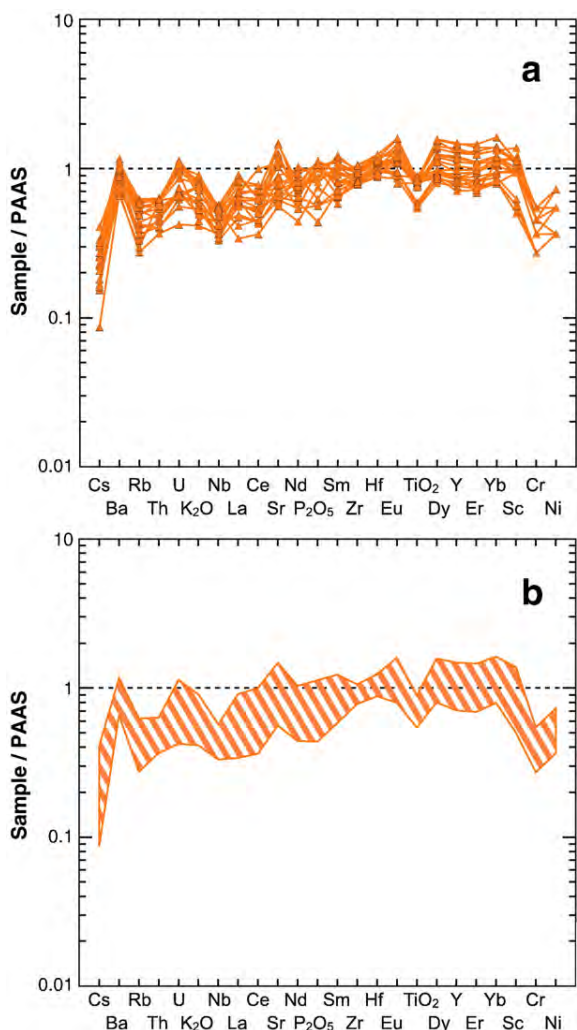 10
a
1
Sample / PAAS
0.1
0.01
Cs Rb U Nb Ce Nd Sm Hf TiO₂ Y Yb Cr
Ba Th K₂O La Sr P₂O₅ Zr Eu Dy Er Sc Ni
10
b
1
Sample / PAAS
0.1
0.01
Cs Rb U Nb Ce Nd Sm Hf TiO₂ Y Yb Cr
Ba Th K₂O La Sr P₂O₅ Zr Eu Dy Er Sc Ni